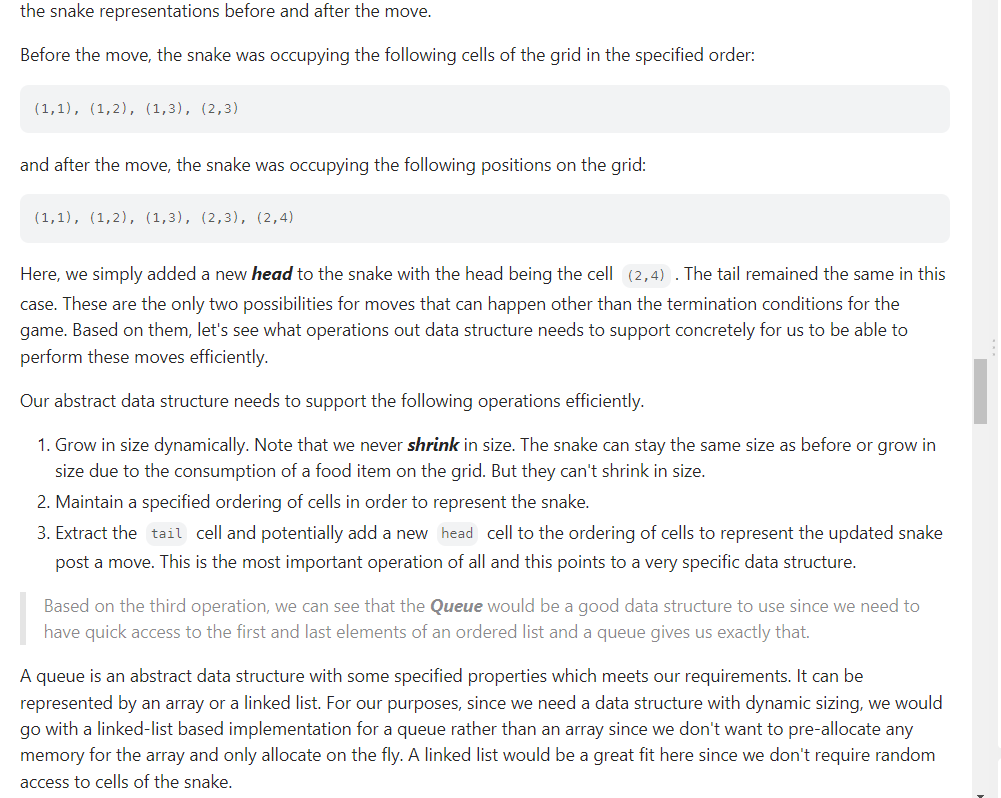 the snake representations before and after the move.
Before the move, the snake was occupying the following cells of the grid in the specified order:
(1,1), (1,2), (1,3), (2,3)
and after the move, the snake was occupying the following positions on the grid:
(1,1), (1,2), (1,3), (2,3), (2,4)
Here, we simply added a new head to the snake with the head being the cell (2,4) . The tail remained the same in this
case. These are the only two possibilities for moves that can happen other than the termination conditions for the
game. Based on them, let's see what operations out data structure needs to support concretely for us to be able to
perform these moves efficiently.
Our abstract data structure needs to support the following operations efficiently.
1. Grow in size dynamically. Note that we never shrink in size. The snake can stay the same size as before or grow in
size due to the consumption of a food item on the grid. But they can't shrink in size.
2. Maintain a specified ordering of cells in order to represent the snake.
3. Extract the tail cell and potentially add a new head cell to the ordering of cells to represent the updated snake
post a move. This is the most important operation of all and this points to a very specific data structure.
Based on the third operation, we can see that the Queue would be a good data structure to use since we need to
have quick access to the first and last elements of an ordered list and a queue gives us exactly that.
A queue is an abstract data structure with some specified properties which meets our requirements. It can be
represented by an array or a linked list. For our purposes, since we need a data structure with dynamic sizing, we would
go with a linked-list based implementation for a queue rather than an array since we don't want to pre-allocate any
memory for the array and only allocate on the fly. A linked list would be a great fit here since we don't require random
access to cells of the snake.